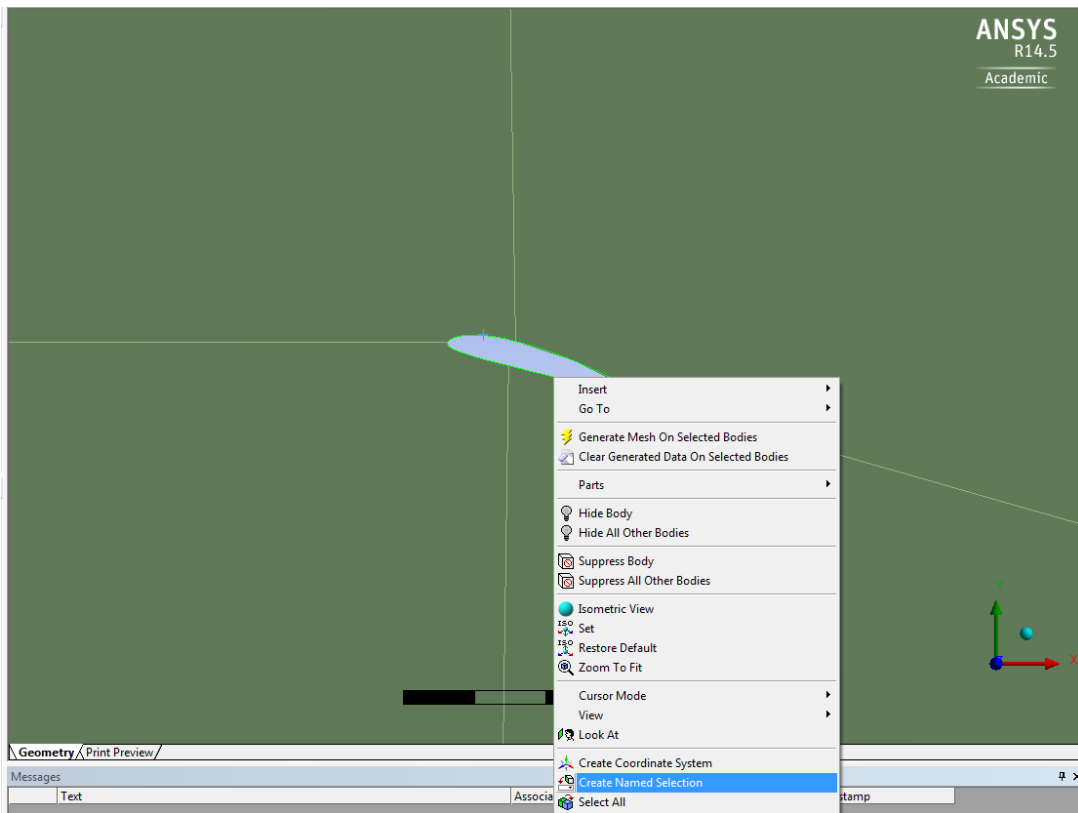 ANSYS
R14.5
Academic
Insert
Go To
Generate Mesh On Selected Bodies
Clear Generated Data On Selected Bodies
Parts
Hide Body
Hide All Other Bodies
Suppress Body
Suppress All Other Bodies
Isometric View
ISO Set
ISO Restore Default
Zoom To Fit
Cursor Mode
View
Look At
Create Coordinate System
Create Named Selection
Select All
Y
X
Geometry Print Preview
Messages
Text Associa stamp